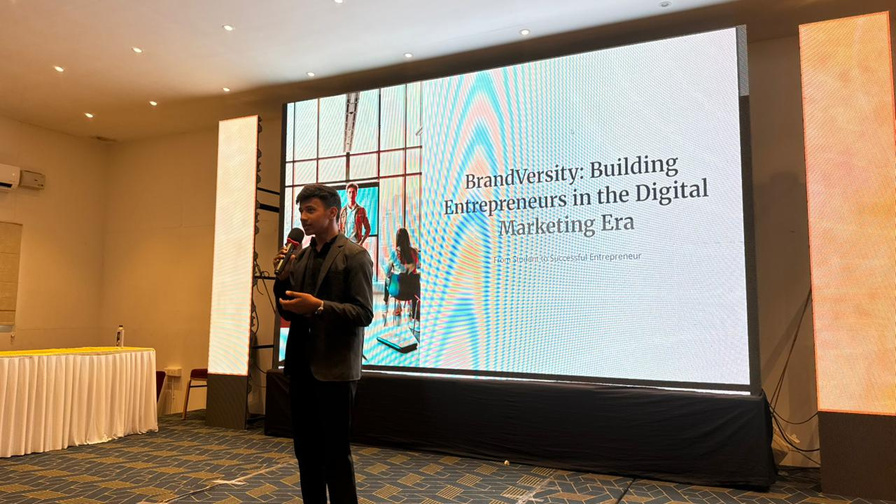 BrandVersity: Building
Entrepreneurs in the Digital
Marketing Era
From Student to Successful Entrepreneur